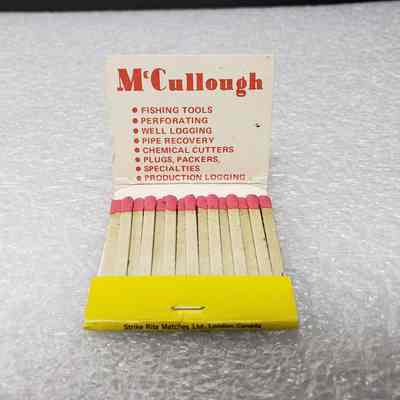 McCullough
• FISHING TOOLS
• PERFORATING
• WELL LOGGING
• PIPE RECOVERY
• CHEMICAL CUTTERS
• PLUGS, PACKERS,
• SPECIALTIES
• PRODUCTION LOGGING
Strike Rite Matches Ltd. London, Canada